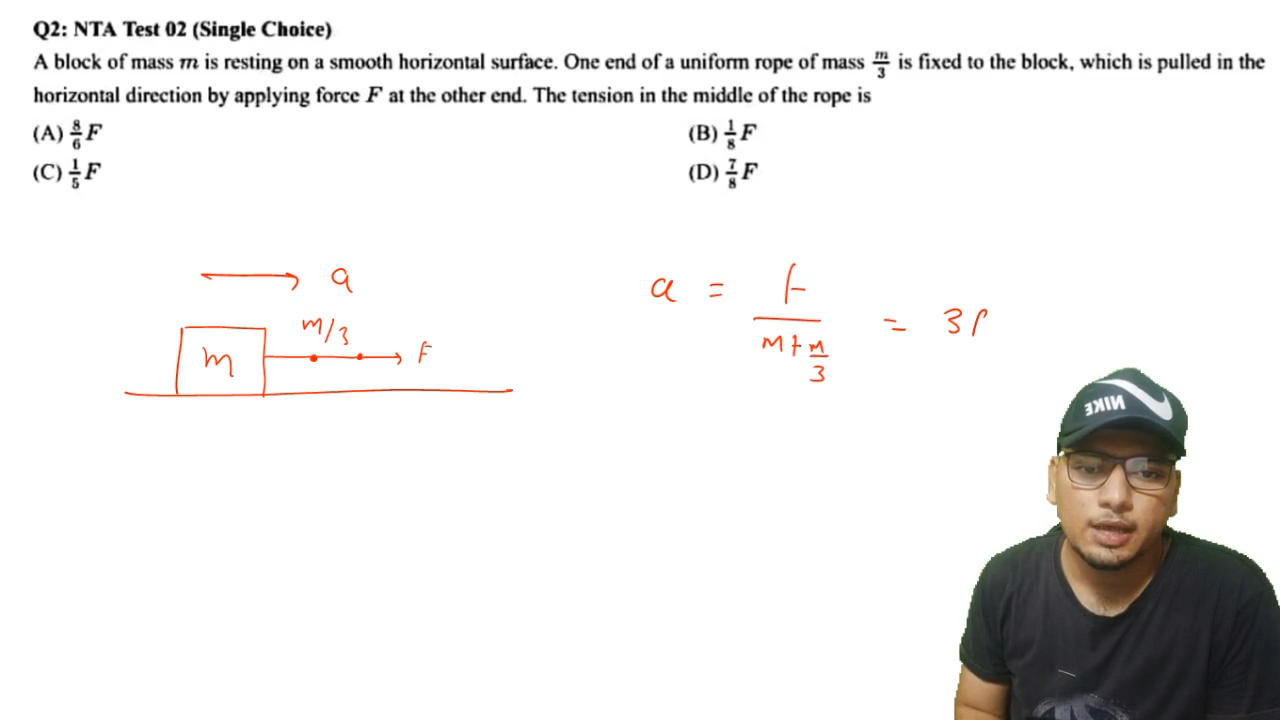 Q2: NTA Test 02 (Single Choice)
A block of mass m is resting on a smooth horizontal surface. One end of a uniform rope of mass m/3 is fixed to the block, which is pulled in the
horizontal direction by applying force F at the other end. The tension in the middle of the rope is
(A) 8/6 F
(B) 1/8 F
(C) 1/5 F
(D) 7/8 F
a
m/3
m
F
a = F / (m + m/3) = 3
NIKE